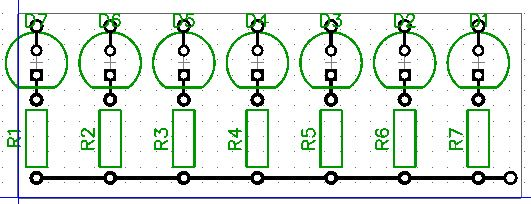 D7 D6 D5 D4 D3 D2 D1
R1 R2 R3 R4 R5 R6 R7